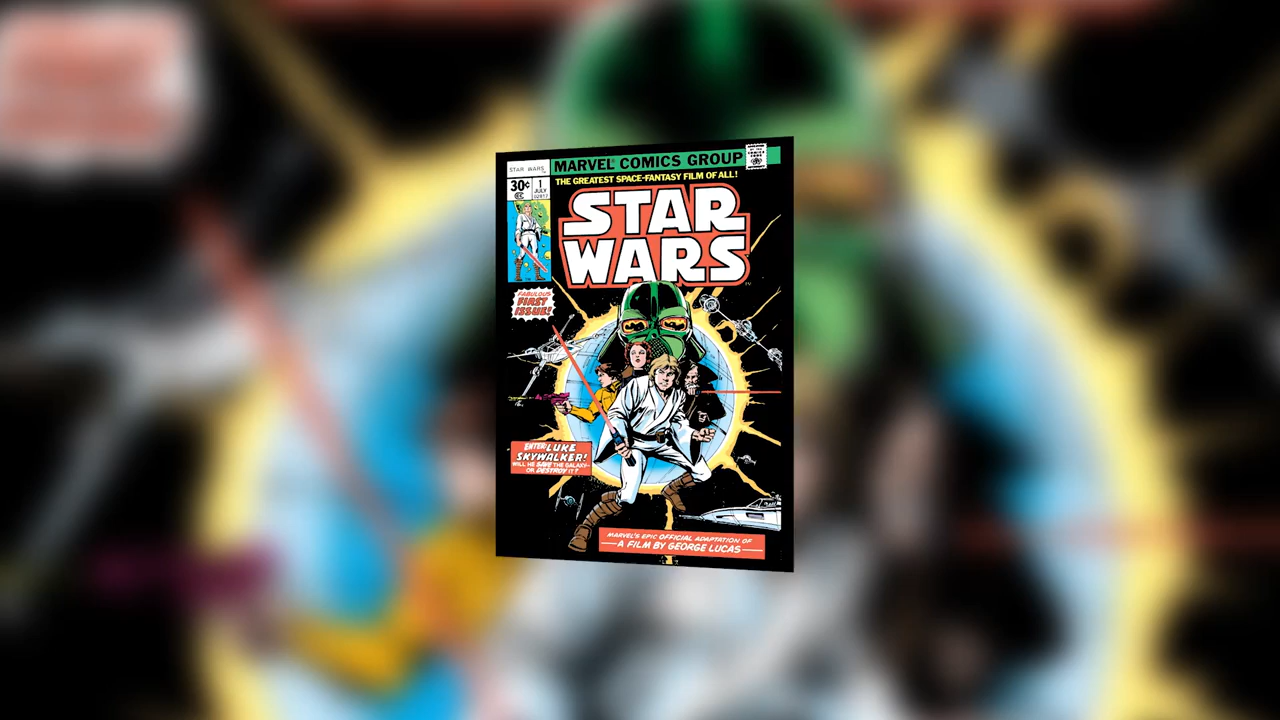 STAR WARS
MARVEL COMICS GROUP
30¢
1
JULY
02817
THE GREATEST SPACE-FANTASY FILM OF ALL!
STAR
WARS
FABULOUS
FIRST
ISSUE!
ENTER: LUKE
SKYWALKER!
WILL HE SAVE THE GALAXY-
OR DESTROY IT?
MARVEL'S EPIC OFFICIAL ADAPTATION OF
A FILM BY GEORGE LUCAS